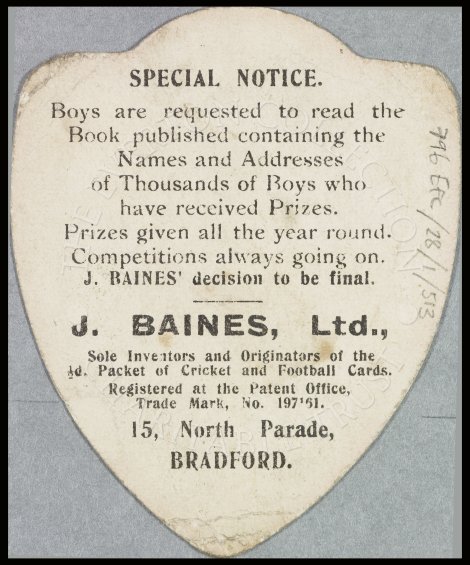 SPECIAL NOTICE.
Boys are requested to read the
Book published containing the
Names and Addresses
of Thousands of Boys who
have received Prizes.
Prizes given all the year round.
Competitions always going on.
J. BAINES' decision to be final.
J. BAINES, Ltd.,
Sole Inventors and Originators of the
½d. Packet of Cricket and Football Cards.
Registered at the Patent Office,
Trade Mark, No. 197161.
15, North Parade,
BRADFORD.
796 Efe/28/1/.513